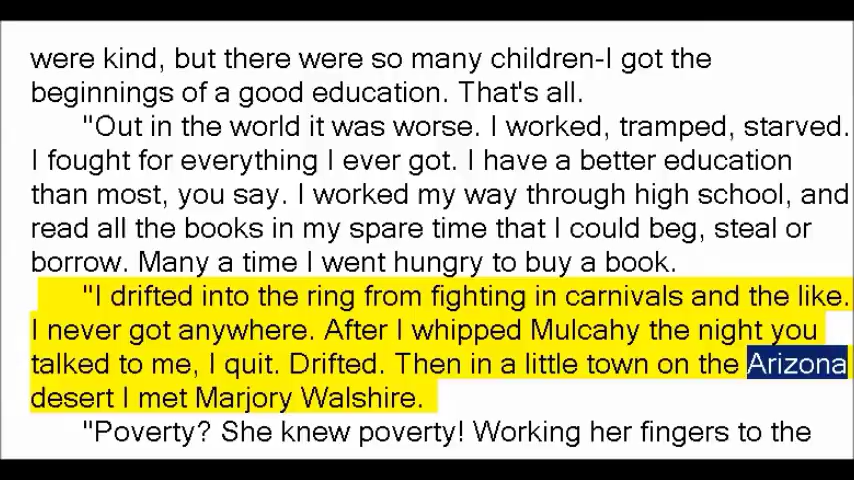 were kind, but there were so many children-I got the
beginnings of a good education. That's all.
"Out in the world it was worse. I worked, tramped, starved.
I fought for everything I ever got. I have a better education
than most, you say. I worked my way through high school, and
read all the books in my spare time that I could beg, steal or
borrow. Many a time I went hungry to buy a book.
"I drifted into the ring from fighting in carnivals and the like.
I never got anywhere. After I whipped Mulcahy the night you
talked to me, I quit. Drifted. Then in a little town on the Arizona
desert I met Marjory Walshire.
"Poverty? She knew poverty! Working her fingers to the